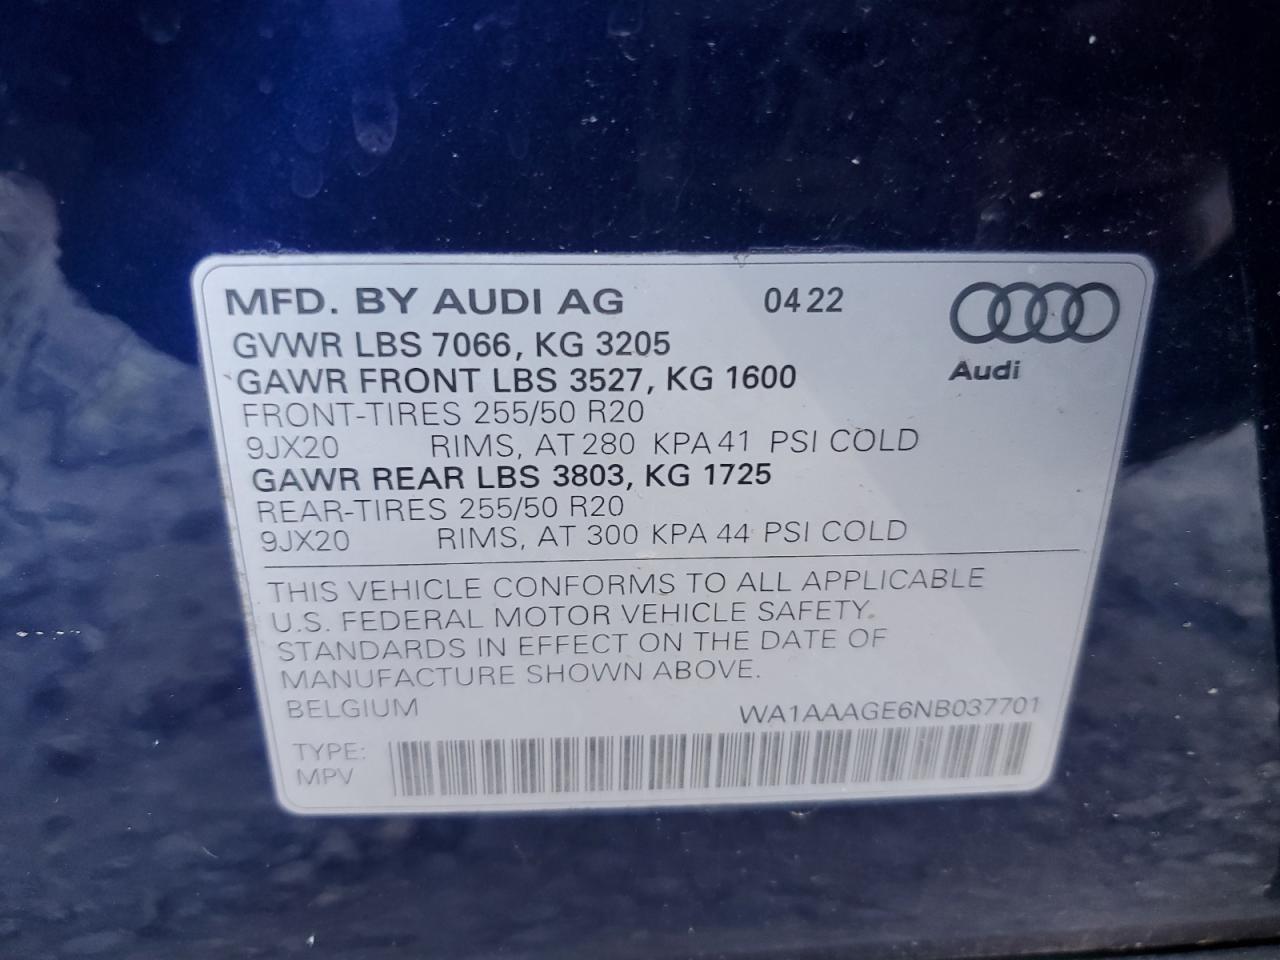 MFD. BY AUDI AG 04 22
GVWR LBS 7066, KG 3205
GAWR FRONT LBS 3527, KG 1600
Audi
FRONT-TIRES 255/50 R20
9JX20 RIMS, AT 280 KPA 41 PSI COLD
GAWR REAR LBS 3803, KG 1725
REAR-TIRES 255/50 R20
9JX20 RIMS, AT 300 KPA 44 PSI COLD
THIS VEHICLE CONFORMS TO ALL APPLICABLE
U.S. FEDERAL MOTOR VEHICLE SAFETY.
STANDARDS IN EFFECT ON THE DATE OF
MANUFACTURE SHOWN ABOVE.
BELGIUM WA1AAAGE6NB037701
TYPE:
MPV